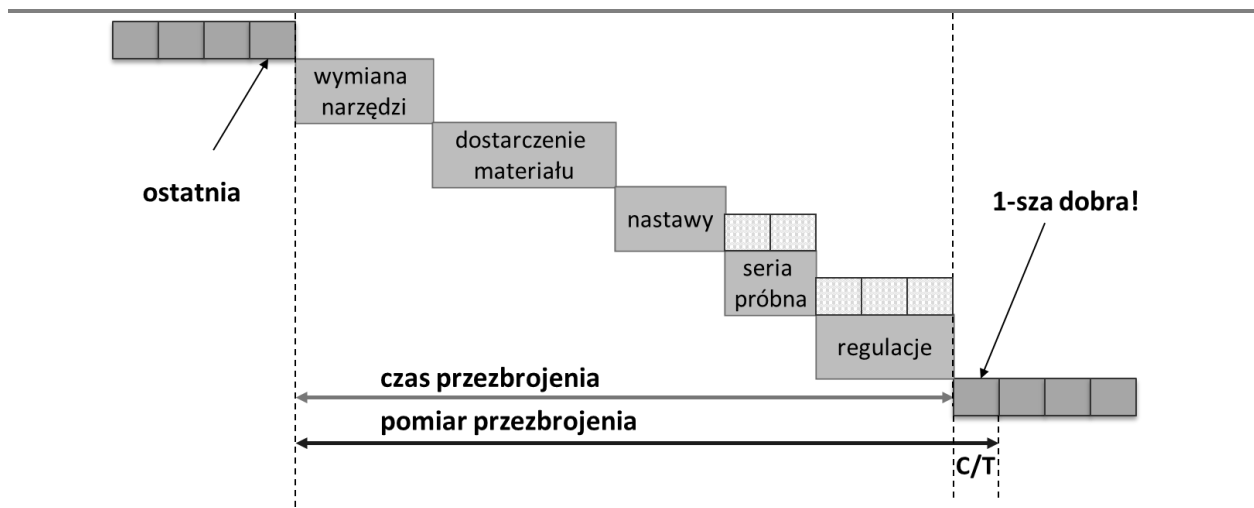 wymiana
narzędzi
dostarczenie
materiału
ostatnia
nastawy
1-sza dobra!
seria
próbna
regulacje
czas przezbrojenia
pomiar przezbrojenia
C/T